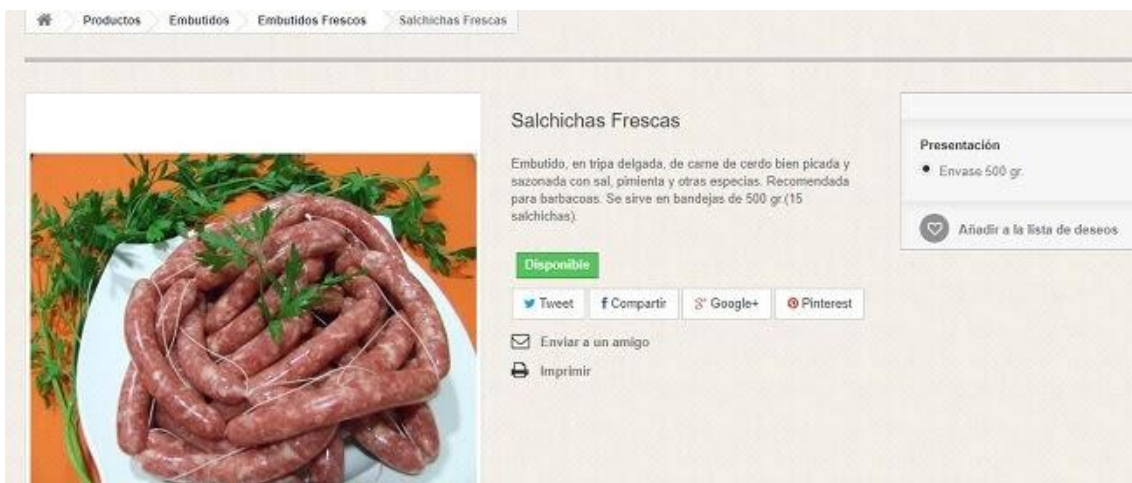 Productos Embutidos Embutidos Frescos Salchichas Frescas
Salchichas Frescas
Embutido, en tripa delgada, de carne de cerdo bien picada y
sazonada con sal, pimienta y otras especias. Recomendada
para barbacoas. Se sirve en bandejas de 500 gr.(15
salchichas).
Disponible
Tweet Compartir Google+ Pinterest
Enviar a un amigo
Imprimir
Presentación
Envase 500 gr.
Añadir a la lista de deseos